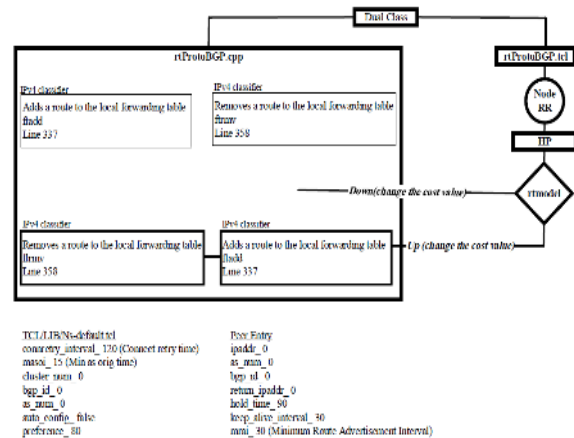 Dual Class
rtProtoBGP.cpp
rtProtoBGP.tcl
IPv4 classifier
Adds a route to the local forwarding table
ftadd
Line 337
IPv4 classifier
Removes a route to the local forwarding table
ftrmv
Line 358
Node
RR
IIP
rtmodel
Down(change the cost value)
IPv4 classifier
Removes a route to the local forwarding table
ftrmv
Line 358
IPv4 classifier
Adds a route to the local forwarding table
ftadd
Line 337
Up (change the cost value)
TCL/LIB/Ns-default.tcl
connretry_interval_ 120 (Connect retry time)
masoi_ 15 (Min as orig time)
cluster_num_ 0
bgp_id_ 0
as_num_ 0
auto_config_ false
preference_ 80
Peer Entry
ipaddr_ 0
as_num_ 0
bgp_id_ 0
return_ipaddr_ 0
hold_time_ 90
keep_alive_interval_ 30
mrai_ 30 (Minimum Route Advertisement Interval)